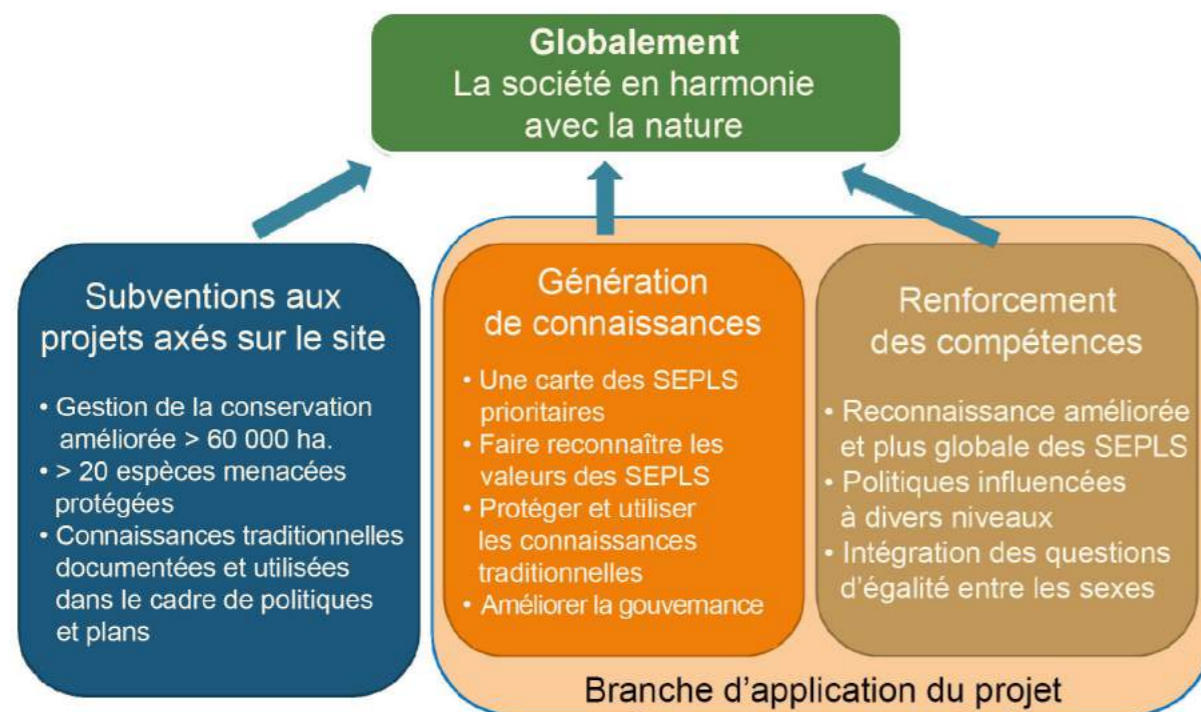 Globalement
La société en harmonie
avec la nature
Subventions aux
projets axés sur le site
• Gestion de la conservation
améliorée > 60 000 ha.
• > 20 espèces menacées
protégées
• Connaissances traditionnelles
documentées et utilisées
dans le cadre de politiques
et plans
Génération
de connaissances
• Une carte des SEPLS
prioritaires
• Faire reconnaître les
valeurs des SEPLS
• Protéger et utiliser
les connaissances
traditionnelles
• Améliorer la gouvernance
Renforcement
des compétences
• Reconnaissance améliorée
et plus globale des SEPLS
• Politiques influencées
à divers niveaux
• Intégration des questions
d’égalité entre les sexes
Branche d’application du projet